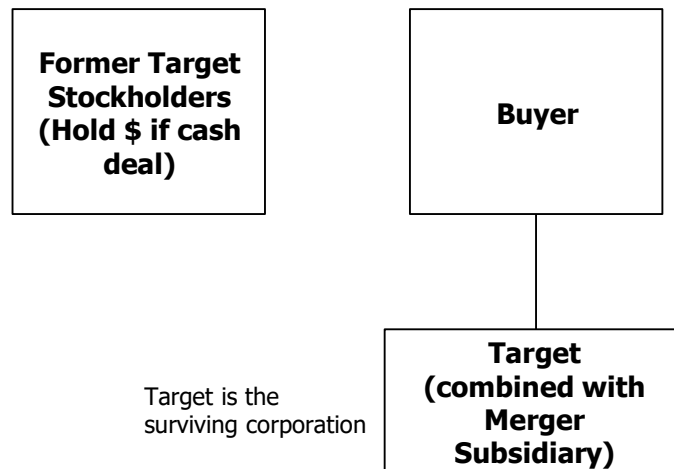 Former Target
Stockholders
(Hold $ if cash
deal)
Buyer
Target
(combined with
Merger
Subsidiary)
Target is the
surviving corporation